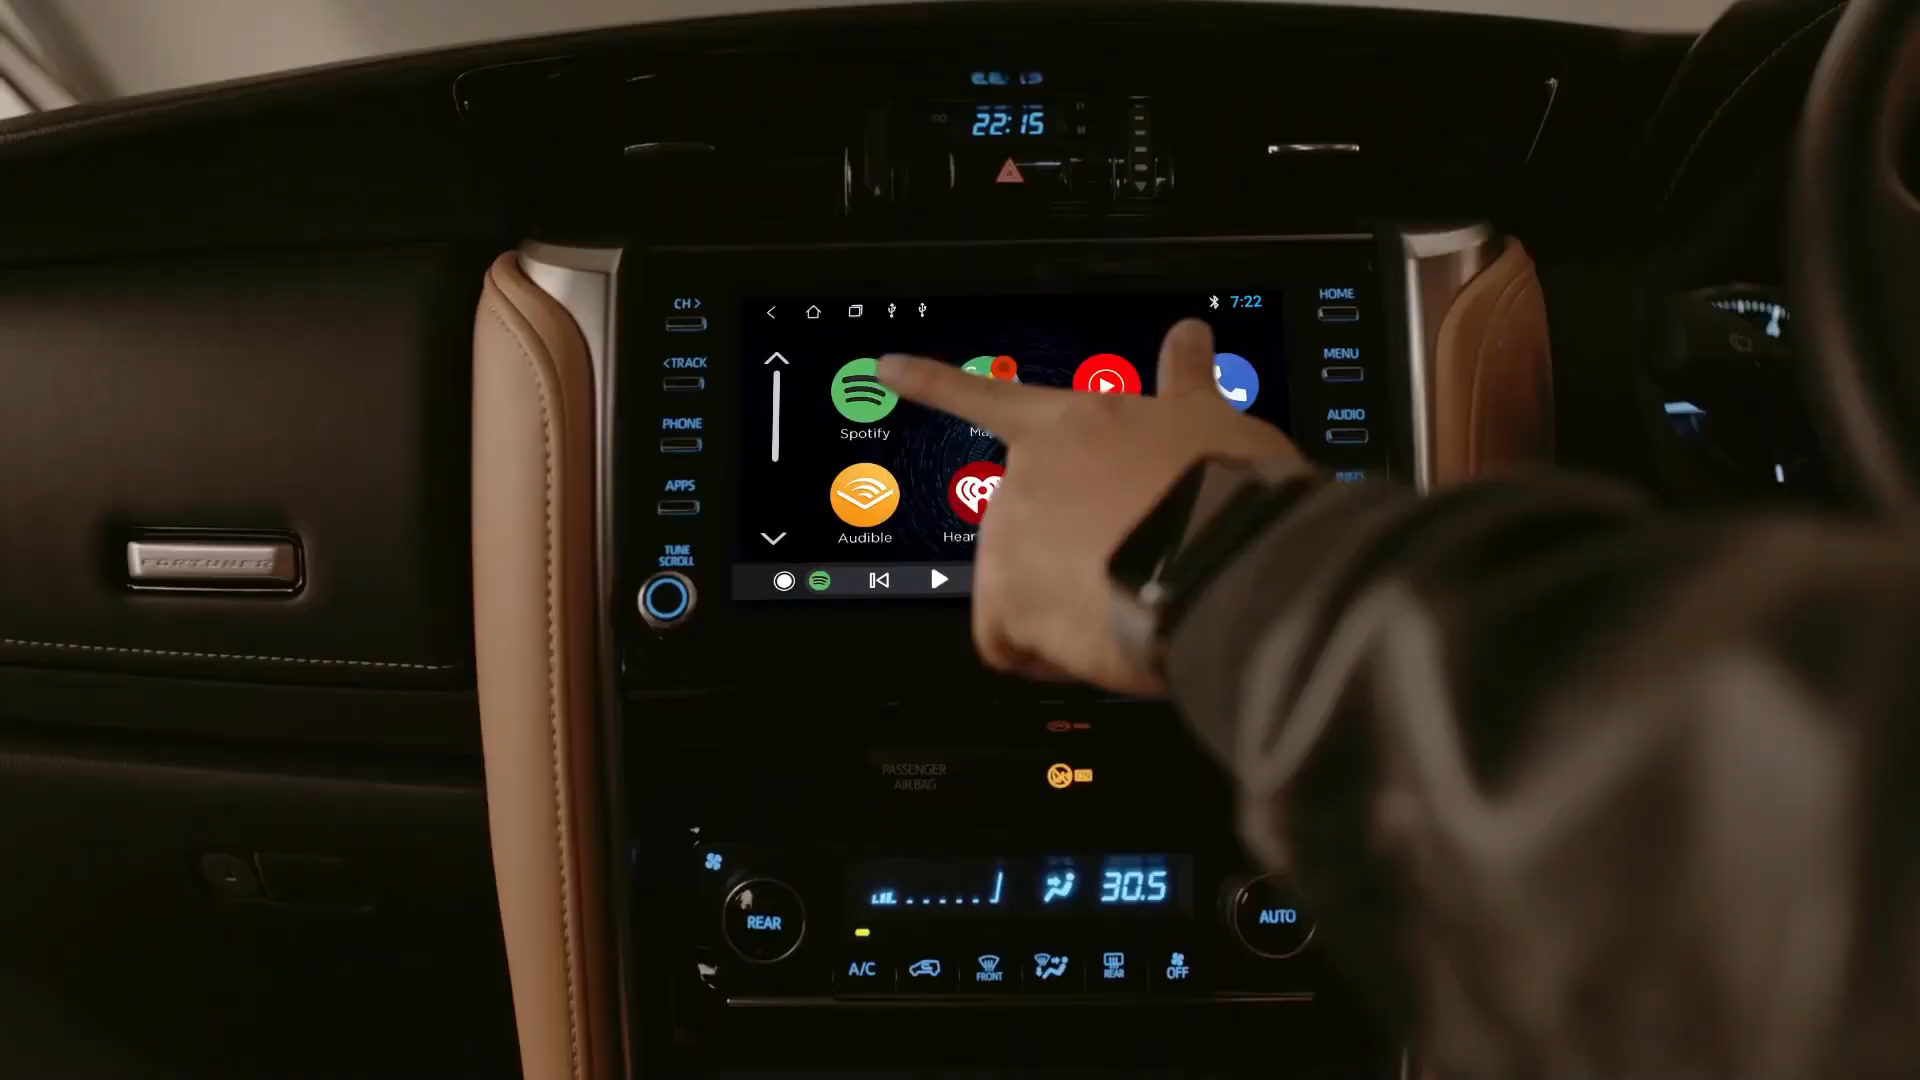 22:15
CH >
HOME
7:22
< TRACK
MENU
PHONE
AUDIO
Spotify
APPS
Audible
Hear
TUNE
SCROLL
FORTUNER
PASSENGER
AIR BAG
30.5
REAR
AUTO
A/C
FRONT
REAR
OFF